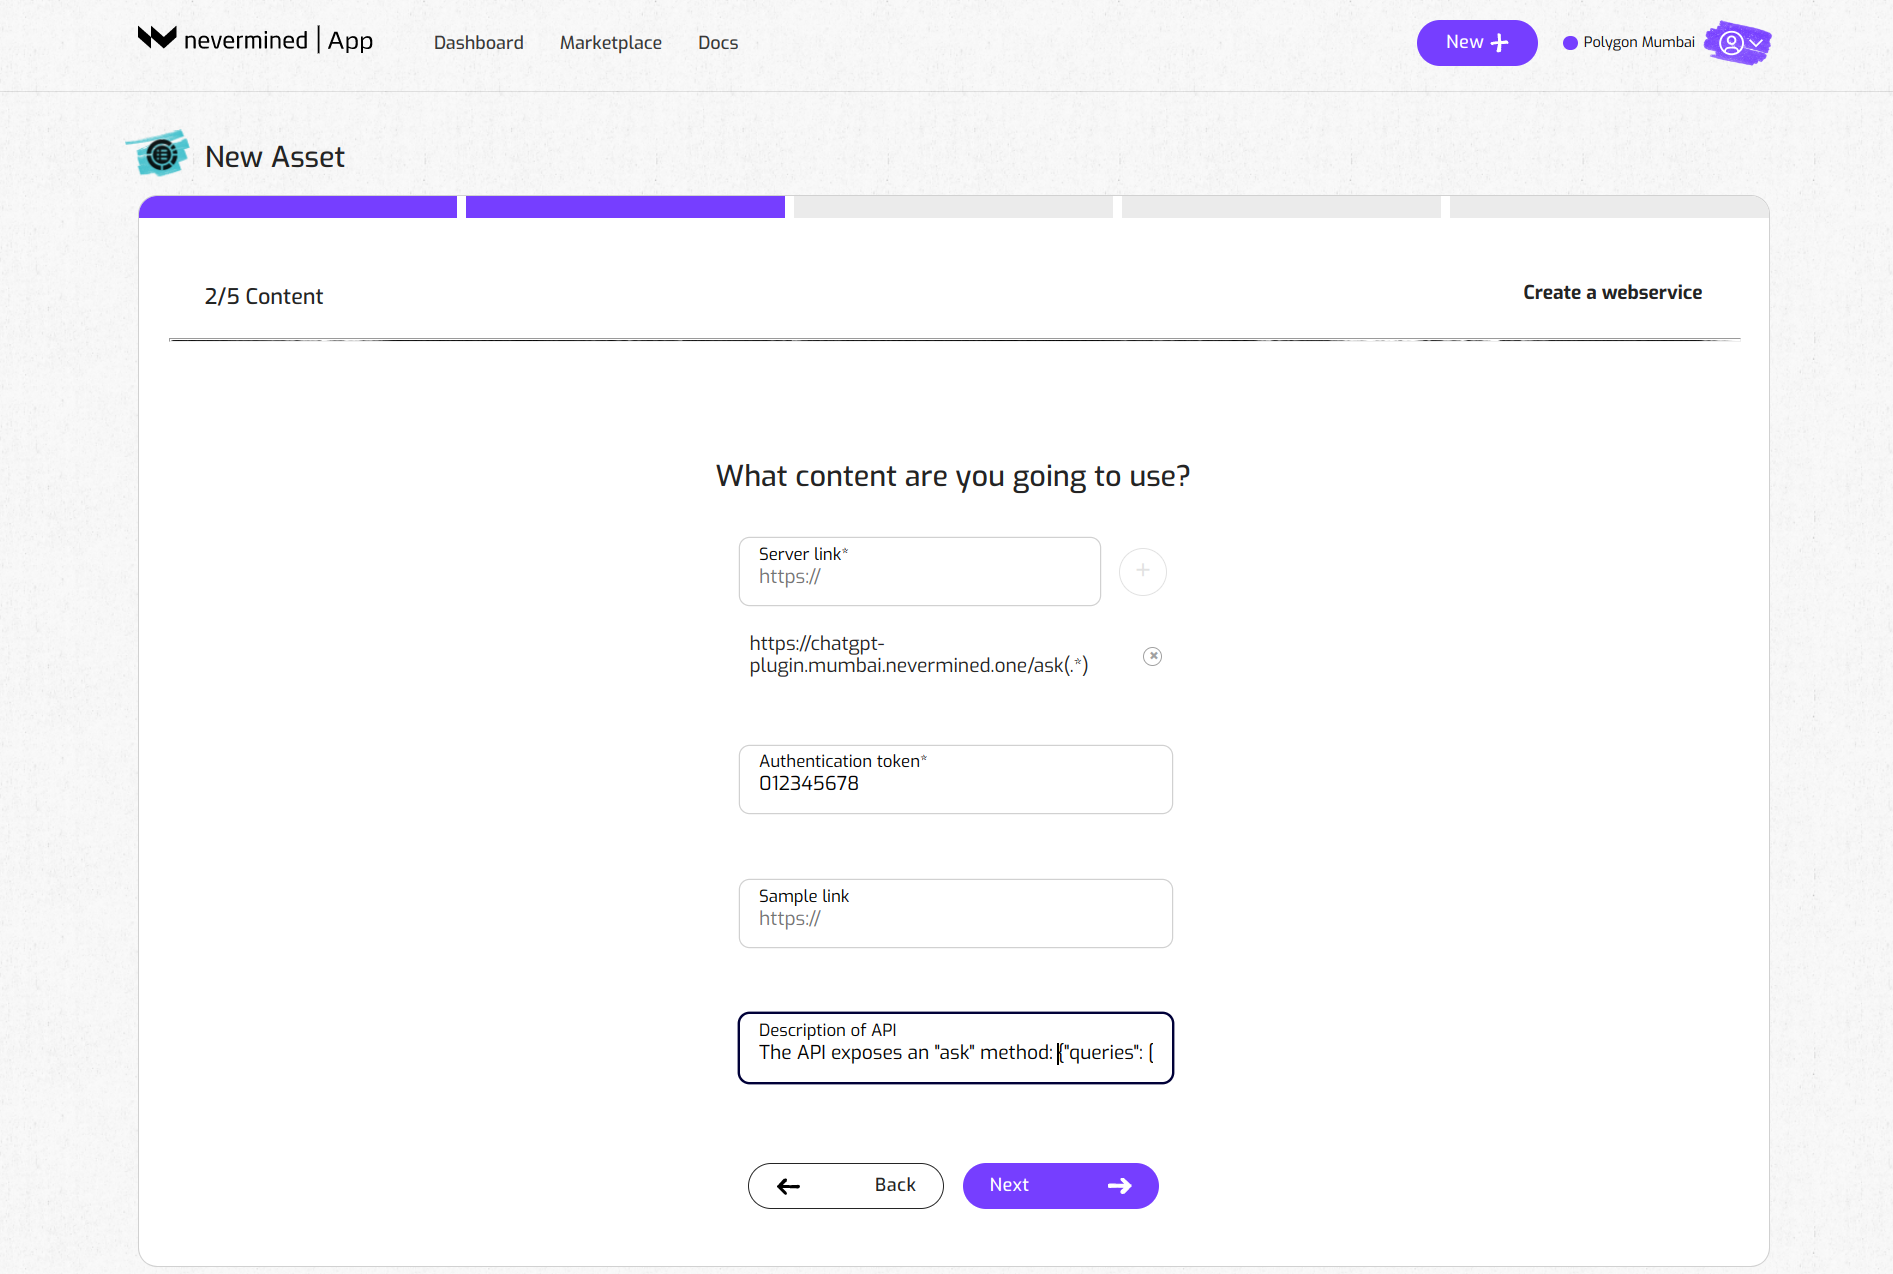 nevermined | App
Dashboard
Marketplace
Docs
New +
Polygon Mumbai
New Asset
2/5 Content
Create a webservice
What content are you going to use?
Server link*
https://
+
https://chatgpt-
plugin.mumbai.nevermined.one/ask(.*)
Authentication token*
012345678
Sample link
https://
Description of API
The API exposes an "ask" method: {"queries": [
Back
Next